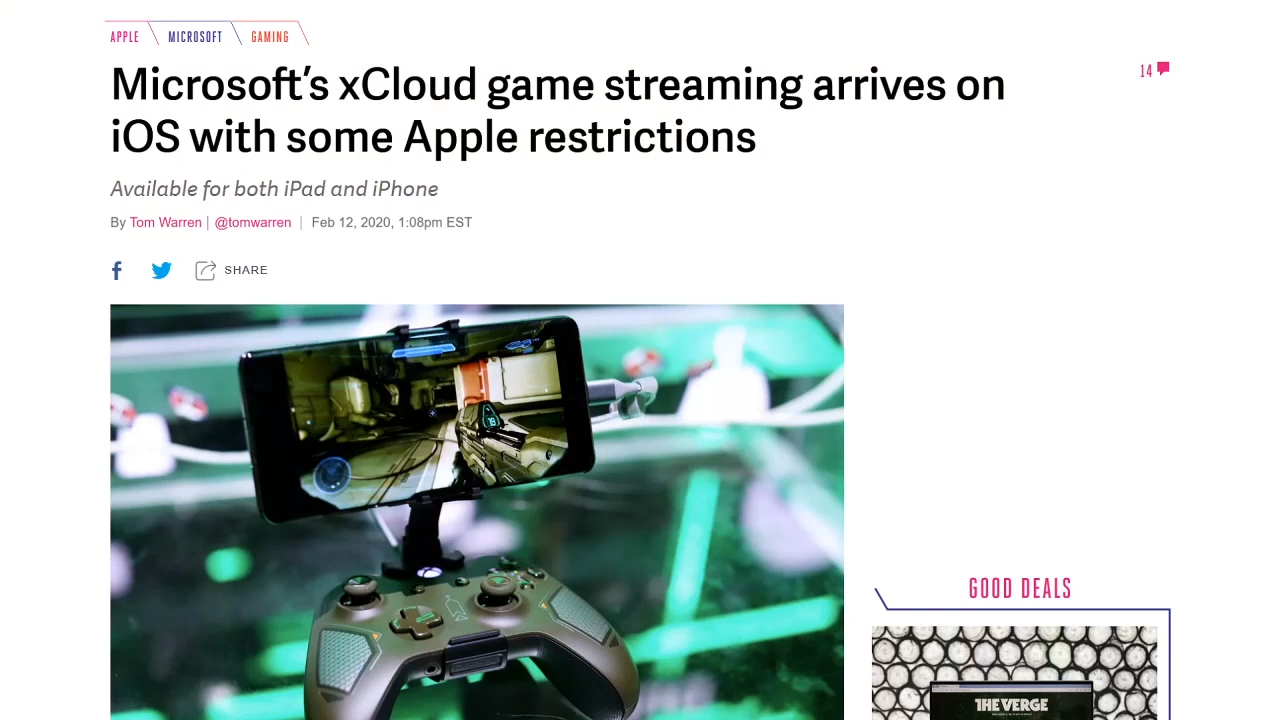 APPLE
MICROSOFT
GAMING
Microsoft's xCloud game streaming arrives on
iOS with some Apple restrictions
14
Available for both iPad and iPhone
By Tom Warren | @tomwarren | Feb 12, 2020, 1:08pm EST
SHARE
GOOD DEALS
THE VERGE